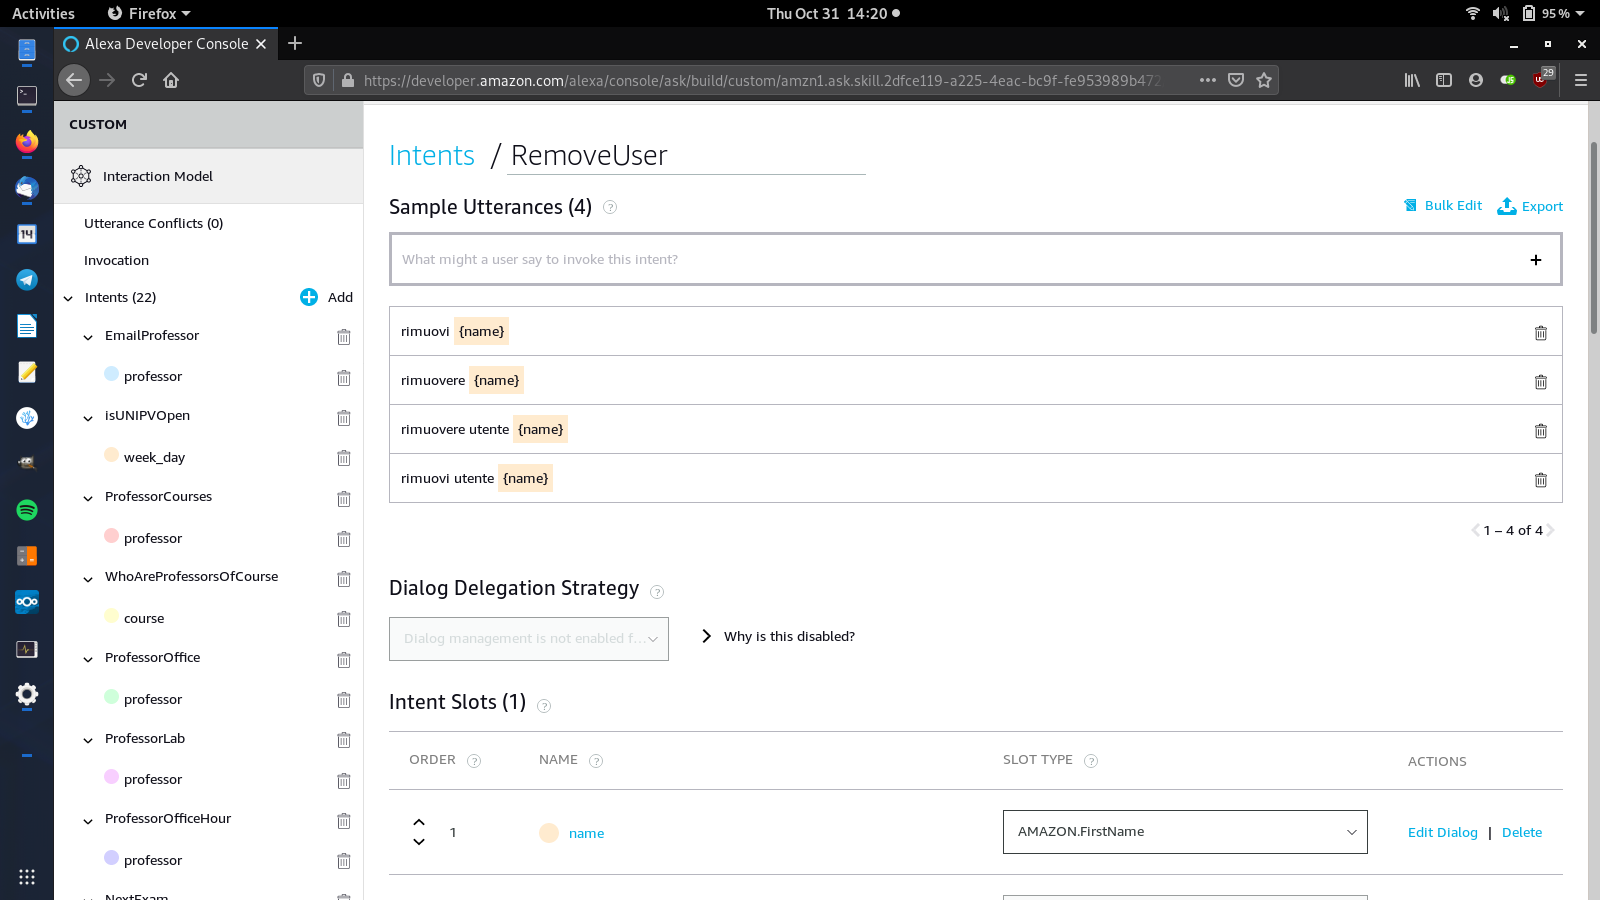 Activities
Firefox
Thu Oct 31 14:20
95 %
Alexa Developer Console
https://developer.amazon.com/alexa/console/ask/build/custom/amzn1.ask.skill.2dfce119-a225-4eac-bc9f-fe953989b472
29
14
CUSTOM
Interaction Model
Utterance Conflicts (0)
Invocation
Intents (22)
Add
EmailProfessor
professor
isUNIPVOpen
week_day
ProfessorCourses
professor
WhoAreProfessorsOfCourse
course
ProfessorOffice
professor
ProfessorLab
professor
ProfessorOfficeHour
professor
NextExam
Intents / RemoveUser
Sample Utterances (4) ?
Bulk Edit
Export
What might a user say to invoke this intent?
rimuovi {name}
rimuovere {name}
rimuovere utente {name}
rimuovi utente {name}
1 – 4 of 4
Dialog Delegation Strategy ?
Dialog management is not enabled f...
Why is this disabled?
Intent Slots (1) ?
ORDER ? NAME ? SLOT TYPE ? ACTIONS
1 name AMAZON.FirstName Edit Dialog | Delete